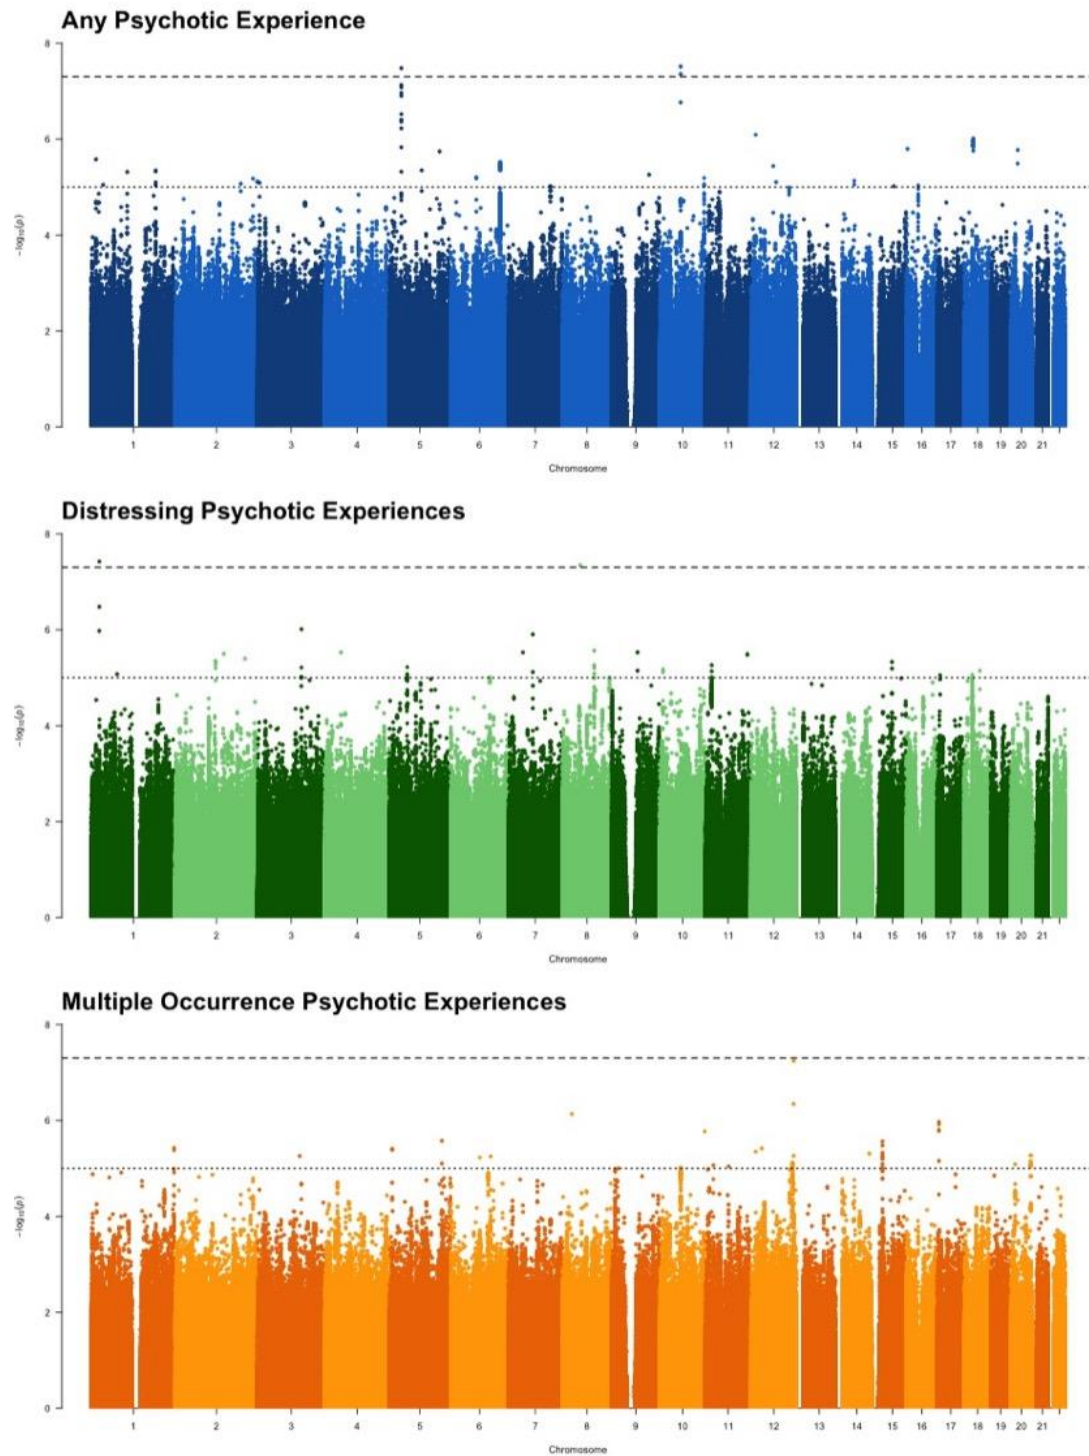 Any Psychotic Experience
8
6
4
2
0
-log₁₀(p)
1 2 3 4 5 6 7 8 9 10 11 12 13 14 15 16 17 18 19 20 21
Chromosome
Distressing Psychotic Experiences
8
6
4
2
0
-log₁₀(p)
1 2 3 4 5 6 7 8 9 10 11 12 13 14 15 16 17 18 19 20 21
Chromosome
Multiple Occurrence Psychotic Experiences
8
6
4
2
0
-log₁₀(p)
1 2 3 4 5 6 7 8 9 10 11 12 13 14 15 16 17 18 19 20 21
Chromosome